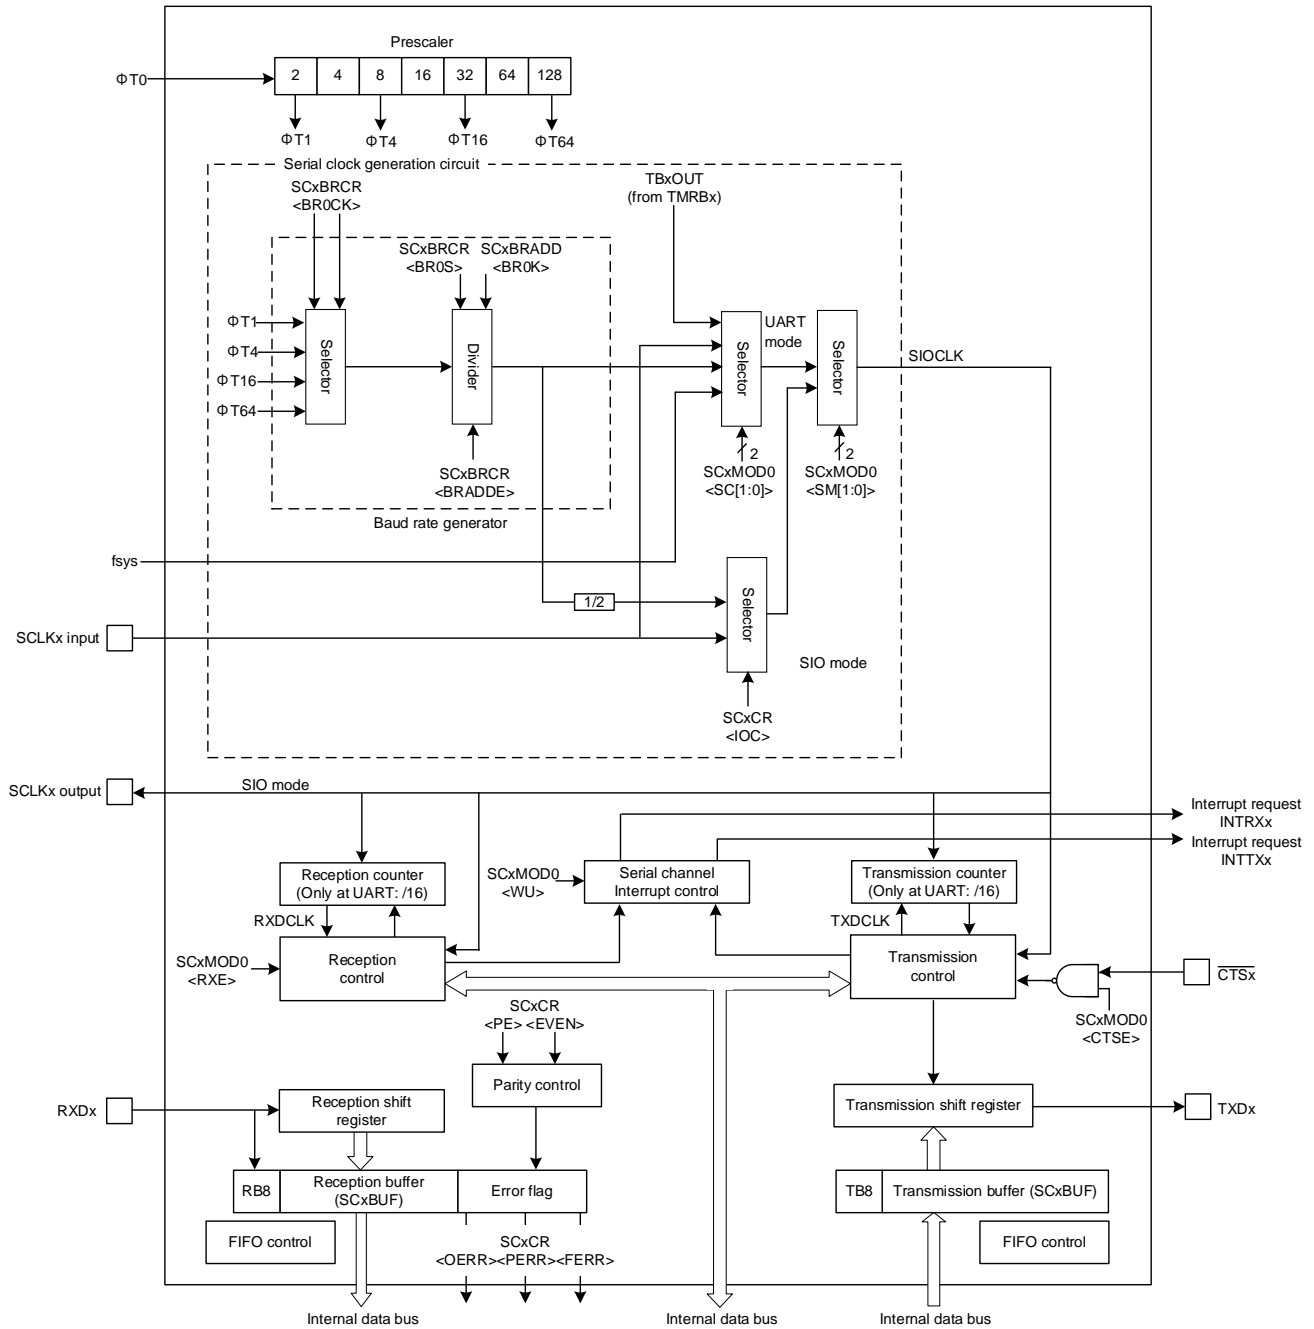 Prescaler
ΦT0
2 4 8 16 32 64 128
ΦT1 ΦT4 ΦT16 ΦT64
Serial clock generation circuit
SCxBRCR
<BR0CK>
TBxOUT
(from TMRBx)
SCxBRCR
<BR0S>
SCxBRADD
<BR0K>
ΦT1
ΦT4
ΦT16
ΦT64
Selector
Divider
Selector
UART
mode
Selector
SIOCLK
SCxBRCR
<BRADDE>
2
SCxMOD0
<SC[1:0]>
2
SCxMOD0
<SM[1:0]>
Baud rate generator
fsys
1/2
Selector
SCLKx input
SIO mode
SCxCR
<IOC>
SCLKx output
SIO mode
Interrupt request
INTRXx
Interrupt request
INTTXx
Reception counter
(Only at UART: /16)
SCxMOD0
<WU>
Serial channel
Interrupt control
Transmission counter
(Only at UART: /16)
RXDCLK
TXDCLK
SCxMOD0
<RXE>
Reception
control
Transmission
control
CTSx
SCxMOD0
<CTSE>
SCxCR
<PE> <EVEN>
Parity control
RXDx
Reception shift
register
Transmission shift register
TXDx
RB8
Reception buffer
(SCxBUF)
Error flag
TB8
Transmission buffer (SCxBUF)
FIFO control
SCxCR
<OERR> <PERR> <FERR>
FIFO control
Internal data bus
Internal data bus
Internal data bus